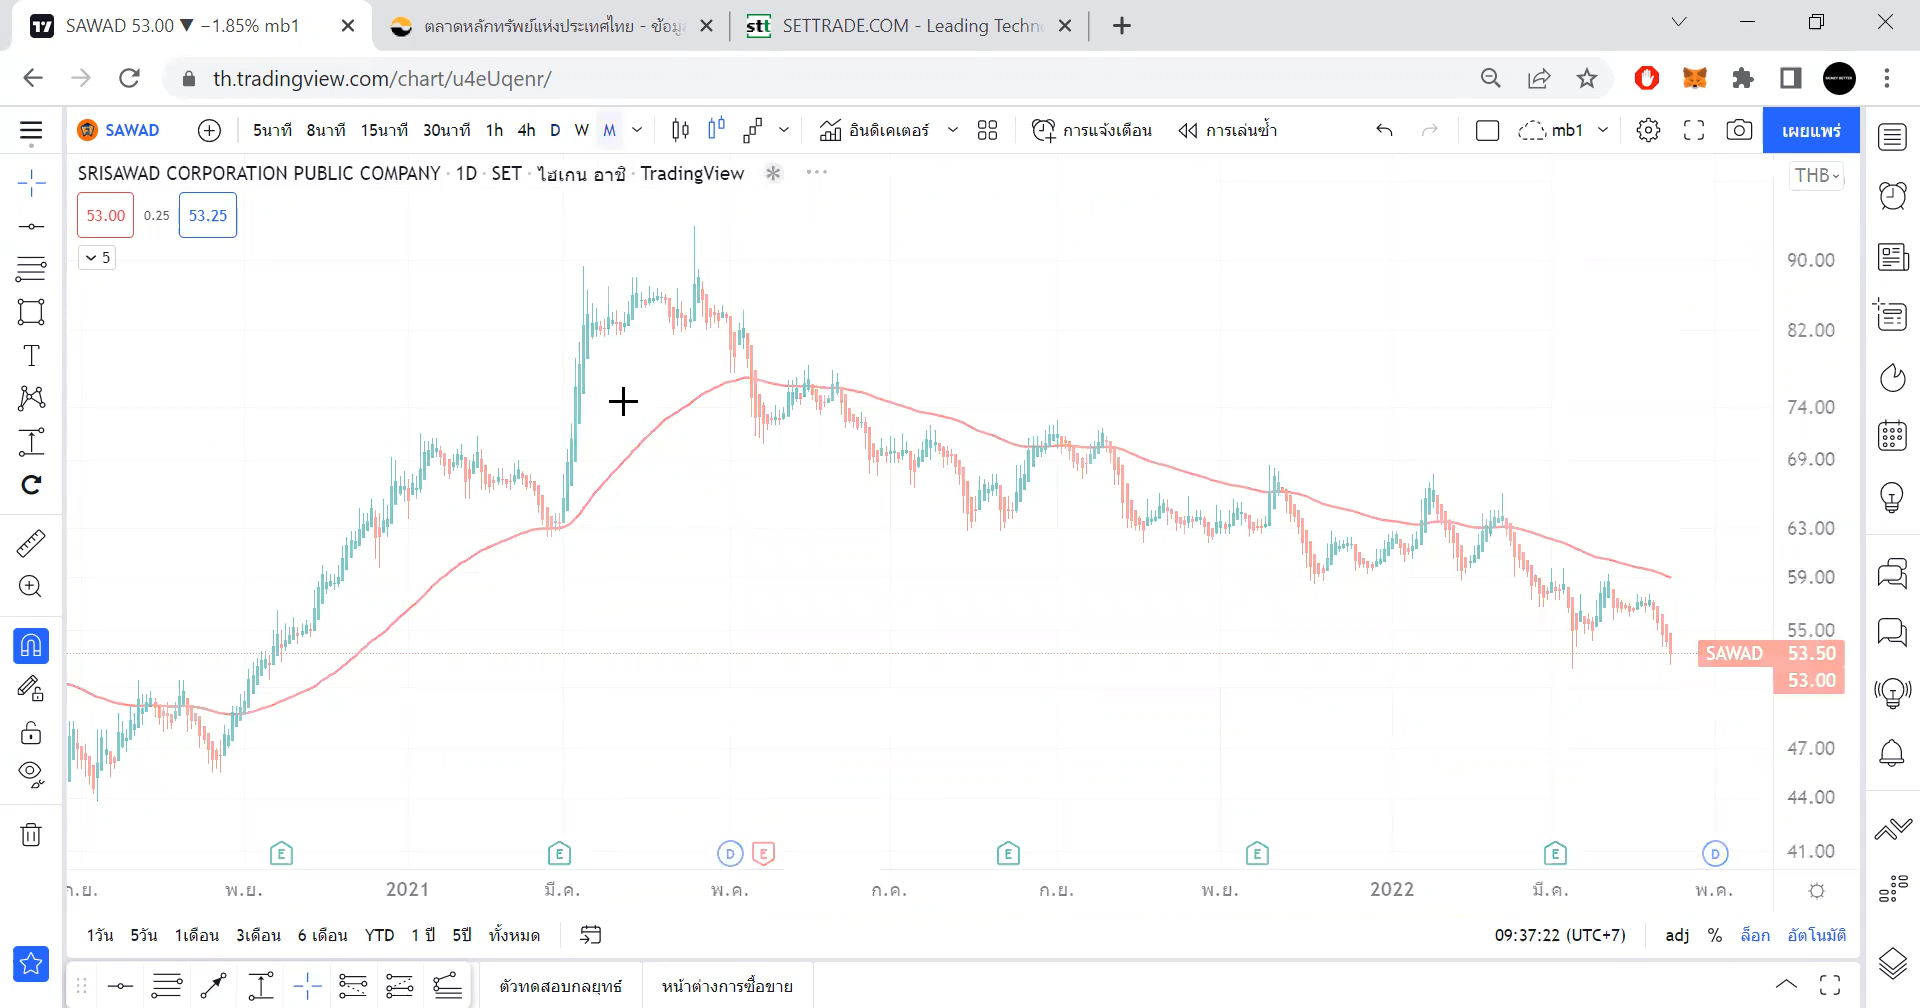 SAWAD 53.00 ▼ −1.85% mb1
ตลาดหลักทรัพย์แห่งประเทศไทย - ข้อมูล
stt SETTRADE.COM - Leading Techn
th.tradingview.com/chart/u4eUqenr/
SAWAD 5นาที 8นาที 15นาที 30นาที 1h 4h D W M อินดิเคเตอร์ การแจ้งเตือน การเล่นซ้ำ mb1 เผยแพร่
SRISAWAD CORPORATION PUBLIC COMPANY · 1D · SET · ไฮเกน อาชิ · TradingView
THB
53.00 0.25 53.25
5
90.00
82.00
74.00
69.00
63.00
59.00
55.00
SAWAD 53.50
53.00
47.00
44.00
41.00
E E D E E E E D
ก.ย. พ.ย. 2021 มี.ค. พ.ค. ก.ค. ก.ย. พ.ย. 2022 มี.ค. พ.ค.
1วัน 5วัน 1เดือน 3เดือน 6 เดือน YTD 1 ปี 5ปี ทั้งหมด 09:37:22 (UTC+7) adj % ล็อก อัตโนมัติ
ตัวทดสอบกลยุทธ์ หน้าต่างการซื้อขาย